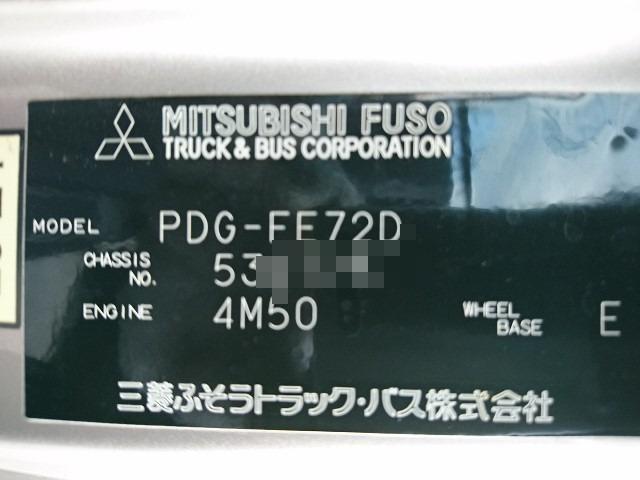 MITSUBISHI FUSO
TRUCK & BUS CORPORATION
MODEL PDG-FE72D
CHASSIS NO. 53
ENGINE 4M50
WHEEL BASE E
三菱ふそうトラック・バス株式会社